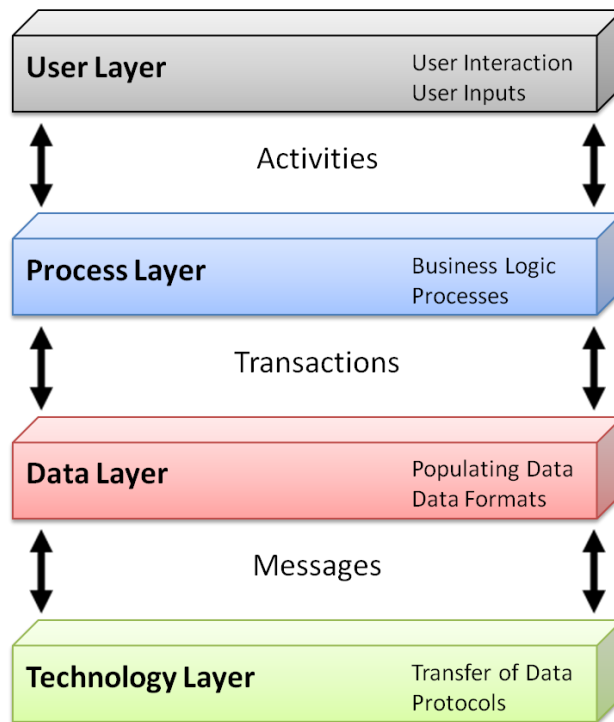 User Layer
User Interaction
User Inputs
Activities
Process Layer
Business Logic
Processes
Transactions
Data Layer
Populating Data
Data Formats
Messages
Technology Layer
Transfer of Data
Protocols